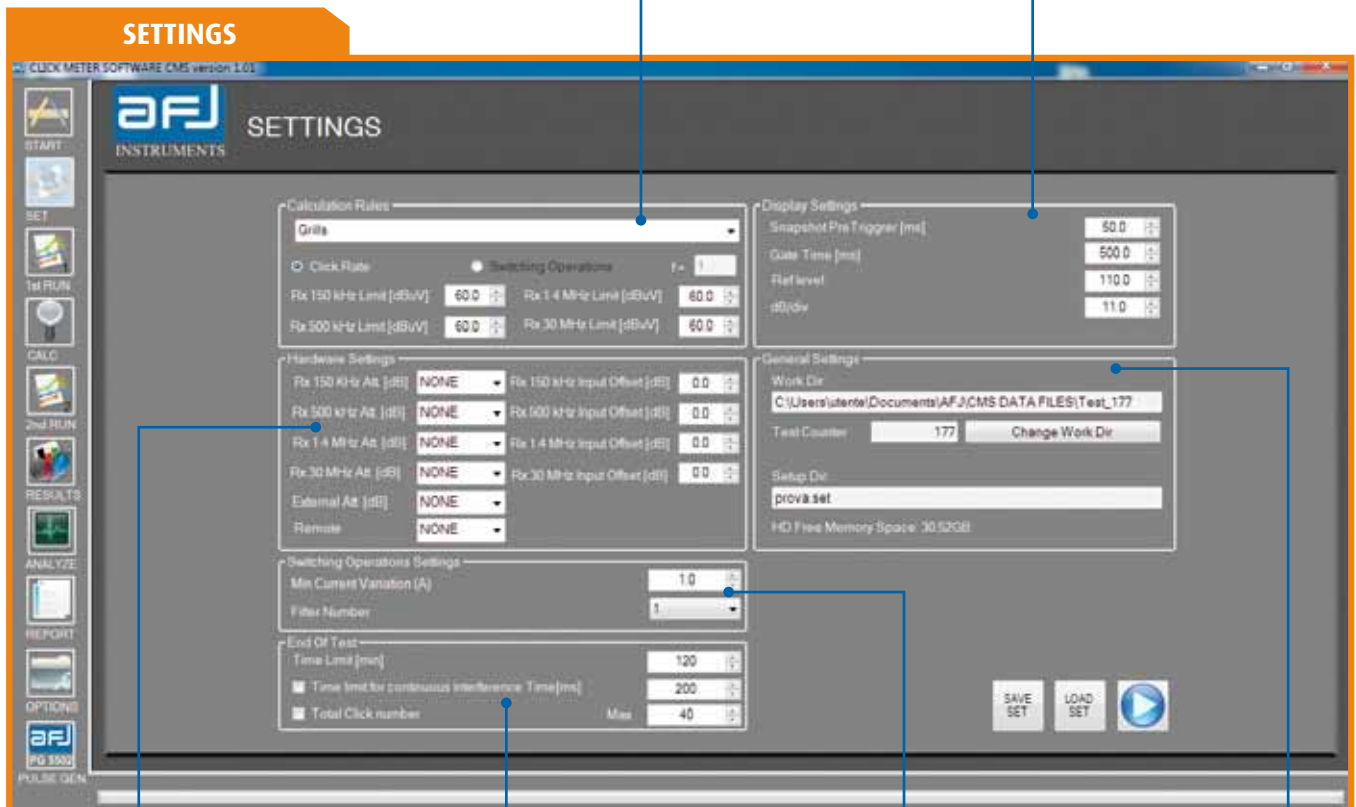 SETTINGS
CLICK METER SOFTWARE CMS version 1.01
afj
INSTRUMENTS
SETTINGS
START
SET
1st RUN
CALC
2nd RUN
RESULTS
ANALYZE
REPORT
OPTIONS
afj
PG 5502
PULSE GEN
Calculation Rules
Grills
Click Rate Switching Operations f = 1
Rx 150 kHz Limit [dBuV] 60.0 Rx 1.4 MHz Limit [dBuV] 60.0
Rx 500 kHz Limit [dBuV] 60.0 Rx 30 MHz Limit [dBuV] 60.0
Hardware Settings
Rx 150 KHz Att. [dB] NONE Rx 150 kHz Input Offset [dB] 0.0
Rx 500 kHz Att. [dB] NONE Rx 500 kHz Input Offset [dB] 0.0
Rx 1.4 MHz Att. [dB] NONE Rx 1.4 MHz Input Offset [dB] 0.0
Rx 30 MHz Att. [dB] NONE Rx 30 MHz Input Offset [dB] 0.0
External Att. [dB] NONE
Remote NONE
Switching Operations Settings
Min Current Variation (A) 1.0
Filter Number 1
End Of Test
Time Limit [min] 120
Time limit for continuous interference Time[ms] 200
Total Click number Max 40
Display Settings
Snapshot Pre Triggrer [ms] 50.0
Gate Time [ms] 500.0
Ref level 110.0
dB/div 11.0
General Settings
Work Dir
C:\Users\utente\Documents\AFJ\CMS DATA FILES\Test_177
Test Counter 177 Change Work Dir
Setup Dir
prova.set
HD Free Memory Space: 30.52GB
SAVE SET
LOAD SET